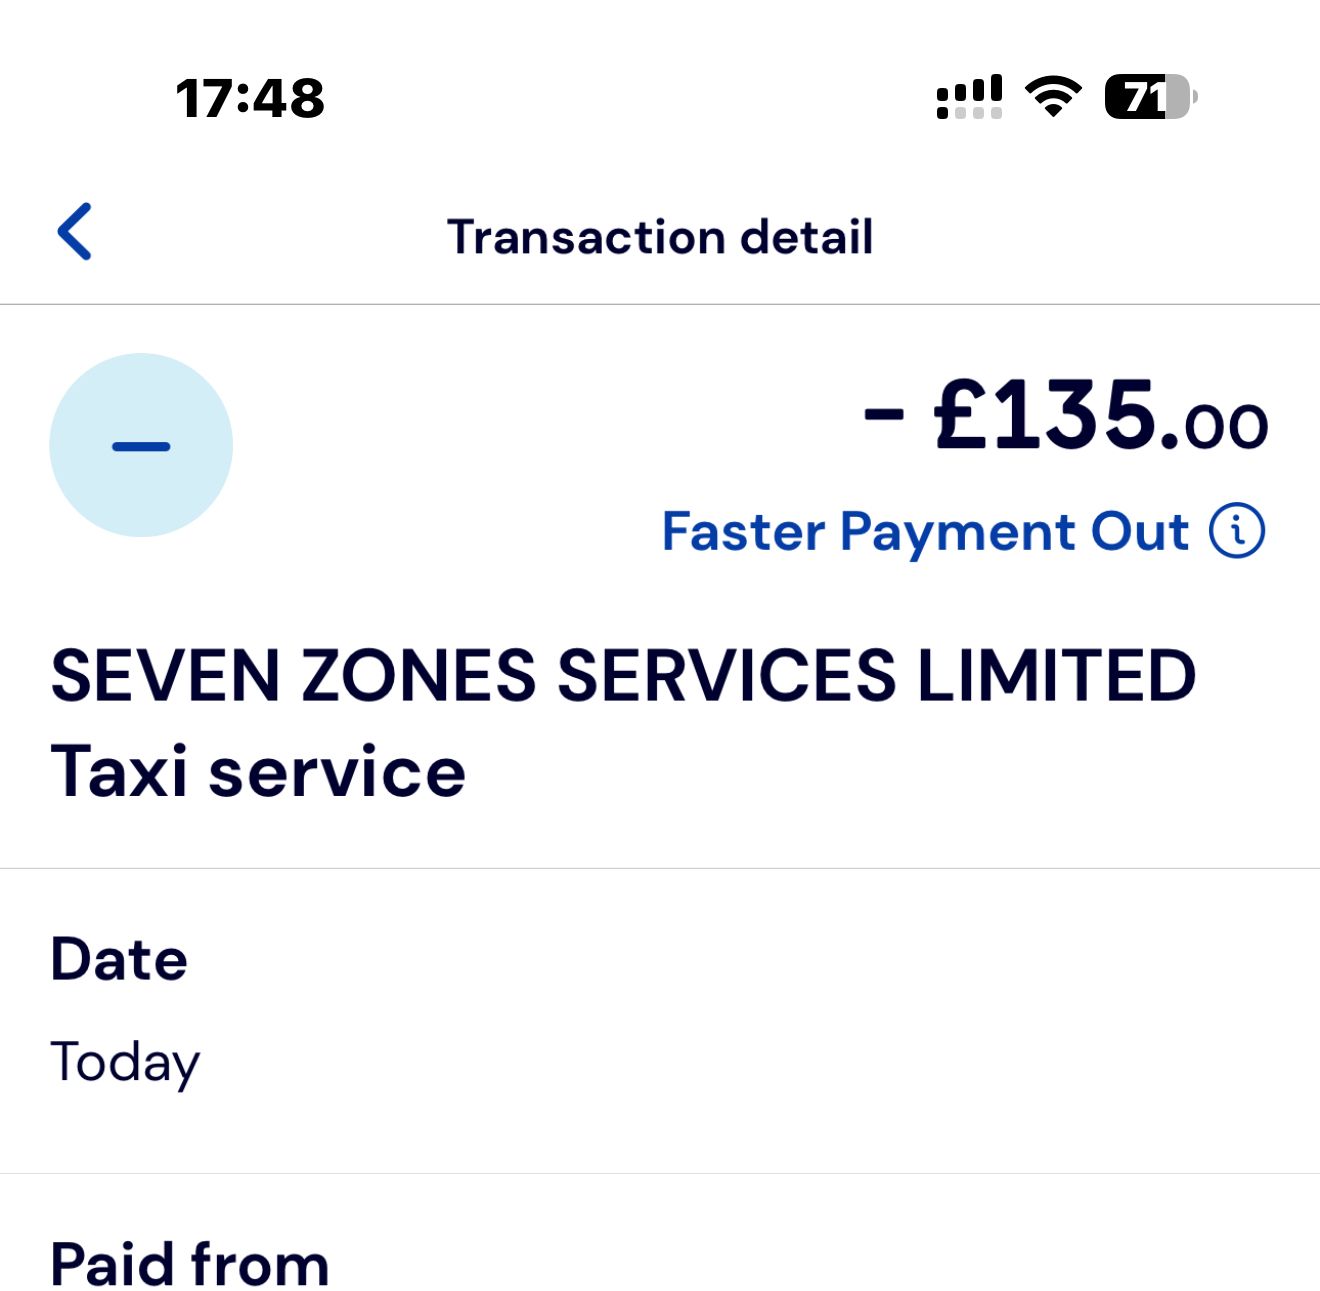 17:48
71
Transaction detail
- £135.00
Faster Payment Out
SEVEN ZONES SERVICES LIMITED
Taxi service
Date
Today
Paid from